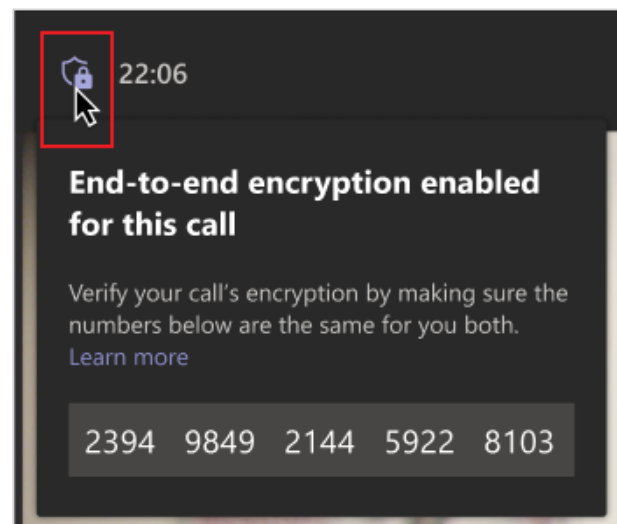 22:06
End-to-end encryption enabled
for this call
Verify your call's encryption by making sure the
numbers below are the same for you both.
Learn more
2394 9849 2144 5922 8103